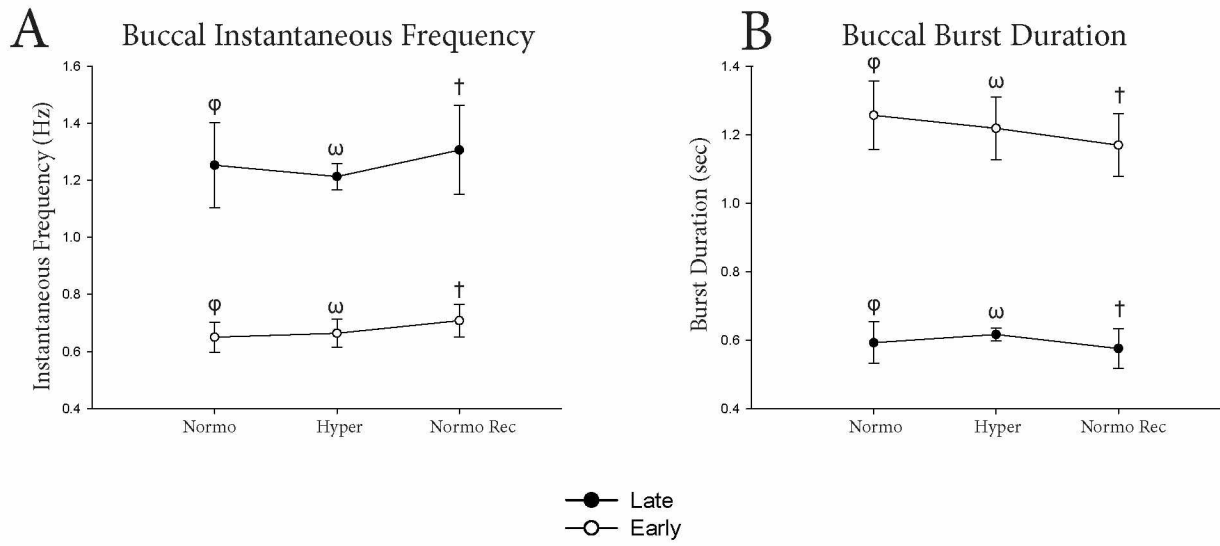 A
Buccal Instantaneous Frequency
Instantaneous Frequency (Hz)
1.6
1.4
1.2
1.0
0.8
0.6
0.4
φ
ω
†
φ
ω
†
Normo
Hyper
Normo Rec
B
Buccal Burst Duration
Burst Duration (sec)
1.4
1.2
1.0
0.8
0.6
0.4
φ
ω
†
φ
ω
†
Normo
Hyper
Normo Rec
Late
Early